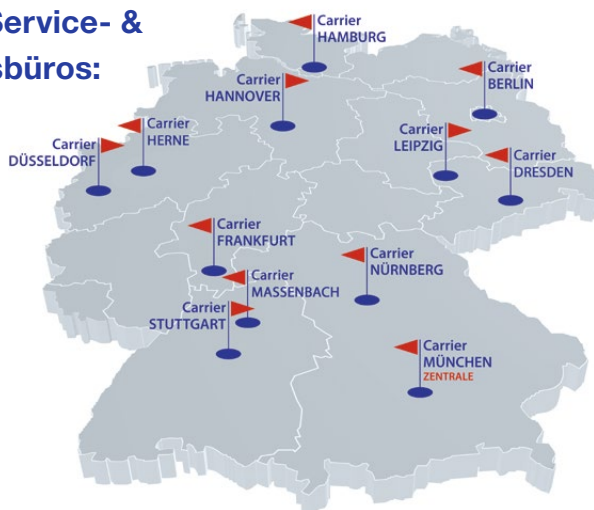 Service- &
sbüros:
Carrier
HAMBURG
Carrier
HANNOVER
Carrier
BERLIN
Carrier
HERNE
Carrier
DÜSSELDORF
Carrier
LEIPZIG
Carrier
DRESDEN
Carrier
FRANKFURT
Carrier
MASSENBACH
Carrier
NÜRNBERG
Carrier
STUTTGART
Carrier
MÜNCHEN
ZENTRALE